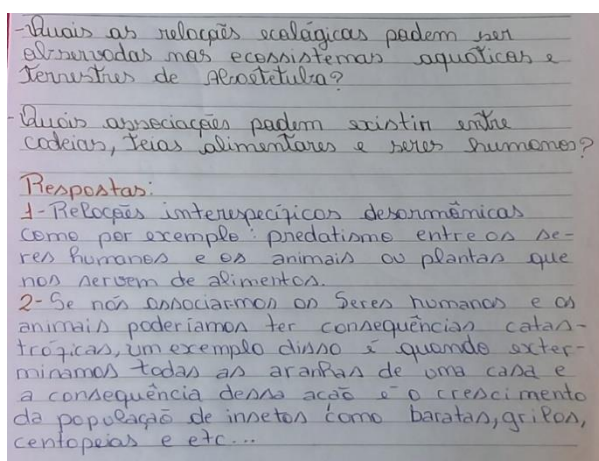 -Quais as relações ecológicas podem ser
observadas nos ecossistemas aquáticos e
terrestres de Alcatetuba?
-Quais associações podem existir entre
cadeias, teias alimentares e seres humanos?
Respostas:
1-Relações interespecíficas desarmônicas
como por exemplo: predatismo entre os se-
res humanos e os animais ou plantas que
nos servem de alimentos.
2-Se nós associarmos os Seres humanos e os
animais poderíamos ter consequências catas-
tróficas, um exemplo disso é quando exter-
minamos todas as aranhas de uma casa e
a consequência dessa ação é o crescimento
da população de insetos como baratas, grilos,
centopeias e etc...